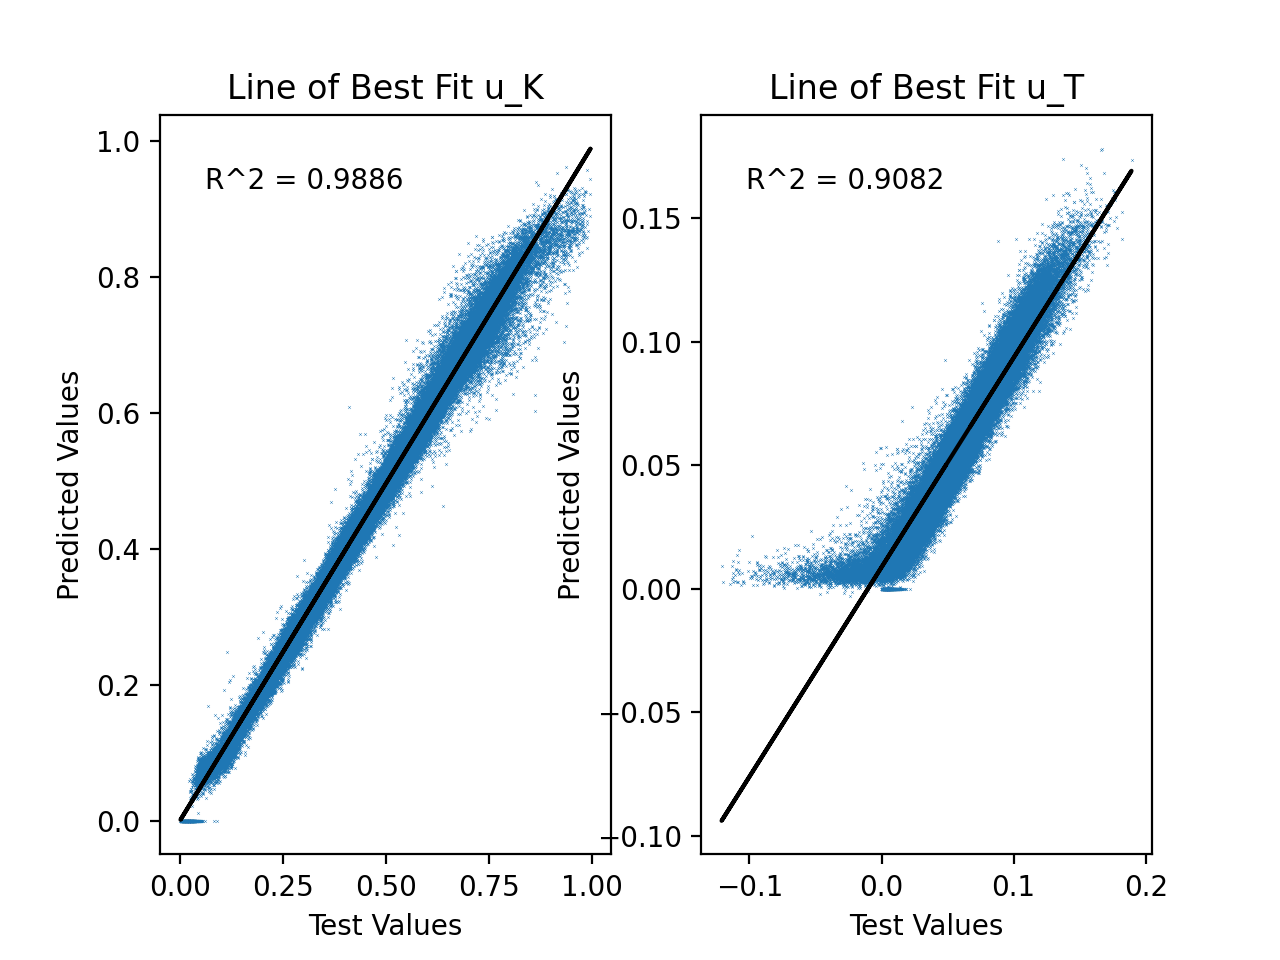 Line of Best Fit u_K
R^2 = 0.9886
1.0
0.8
0.6
0.4
0.2
0.0
Predicted Values
0.00 0.25 0.50 0.75 1.00
Test Values
Line of Best Fit u_T
R^2 = 0.9082
0.15
0.10
0.05
0.00
−0.05
−0.10
Predicted Values
−0.1 0.0 0.1 0.2
Test Values